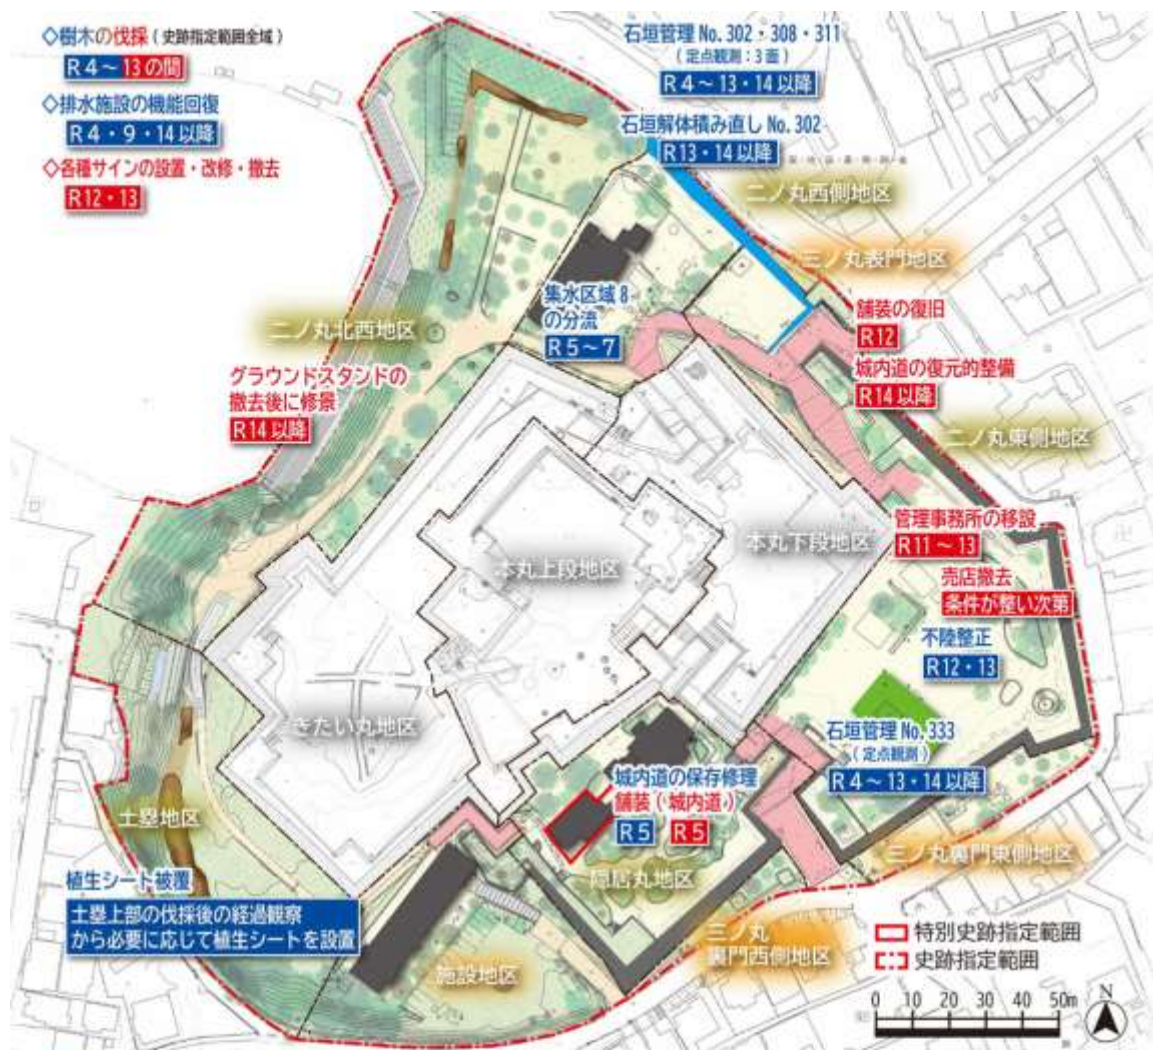 ◇樹木の伐採(史跡指定範囲全域)
R4～13の間
◇排水施設の機能回復
R4・9・14以降
◇各種サインの設置・改修・撤去
R12・13
石垣管理 No.302・308・311
(定点観測：3面)
R4～13・14以降
石垣解体積み直し No.302
R13・14以降
二ノ丸西側地区
三ノ丸表門地区
舗装の復旧
R12
城内道の復元的整備
R14以降
二ノ丸東側地区
集水区域8
の分流
R5～7
二ノ丸北西地区
グラウンドスタンドの
撤去後に修景
R14以降
管理事務所の移設
R11～13
売店撤去
条件が整い次第
不陸整正
R12・13
本丸上段地区
本丸下段地区
きたい丸地区
石垣管理 No.333
(定点観測)
R4～13・14以降
城内道の保存修理
舗装(城内道)
R5 R5
隠居丸地区
土塁地区
植生シート被覆
土塁上部の伐採後の経過観察
から必要に応じて植生シートを設置
施設地区
三ノ丸裏門東側地区
三ノ丸
裏門西側地区
特別史跡指定範囲
史跡指定範囲
0 10 20 30 40 50m
N